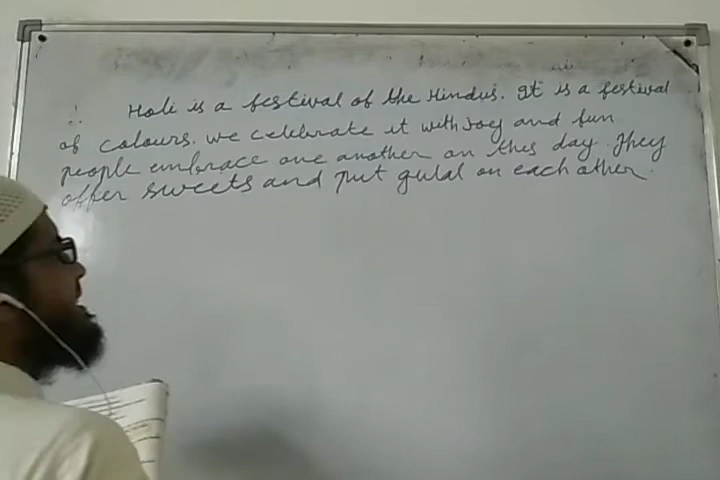 ∴ Holi is a festival of the Hindus. It is a festival
of colours. we celebrate it with Joy and fun
people embrace one another on this day. They
offer sweets and put gulal on each other.